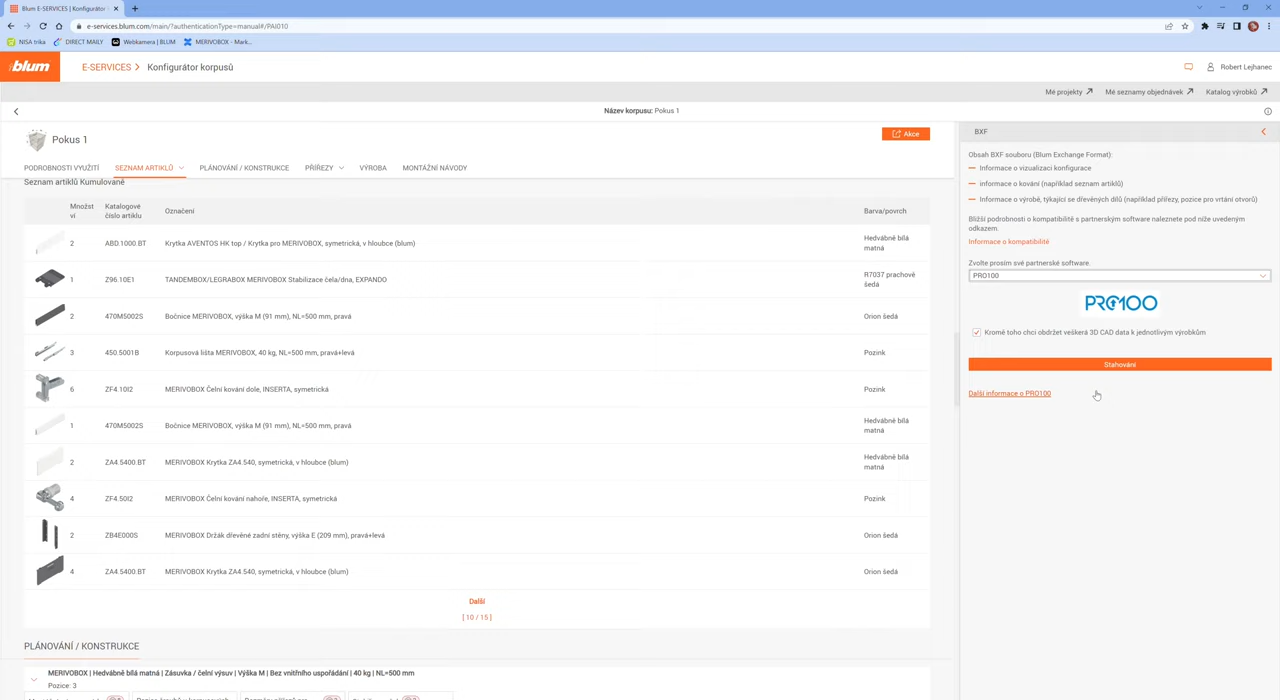 Blum E-SERVICES | Konfigurátor
e-services.blum.com/main/?authenticationType=manual#/PAI010
NISA trika
DIRECT MAILY
Webkamera | BLUM
MERIVOBOX - Mark...
blum
E-SERVICES
Konfigurátor korpusů
Robert Lejhanec
Mé projekty
Mé seznamy objednávek
Katalog výrobků
Název korpusu: Pokus 1
Pokus 1
Akce
PODROBNOSTI VYUŽITÍ
SEZNAM ARTIKLŮ
PLÁNOVÁNÍ / KONSTRUKCE
PŘÍŘEZY
VÝROBA
MONTÁŽNÍ NÁVODY
Seznam artiklů Kumulované
Množst
ví
Katalogové
číslo artiklu
Označení
Barva/povrch
2
ABD.1000.BT
Krytka AVENTOS HK top / Krytka pro MERIVOBOX, symetrická, v hloubce (blum)
Hedvábně bílá
matná
1
Z96.10E1
TANDEMBOX/LEGRABOX MERIVOBOX Stabilizace čela/dna, EXPANDO
R7037 prachově
šedá
2
470M5002S
Bočnice MERIVOBOX, výška M (91 mm), NL=500 mm, pravá
Orion šedá
3
450.5001B
Korpusová lišta MERIVOBOX, 40 kg, NL=500 mm, pravá+levá
Pozink
6
ZF4.10I2
MERIVOBOX Čelní kování dole, INSERTA, symetrická
Pozink
1
470M5002S
Bočnice MERIVOBOX, výška M (91 mm), NL=500 mm, pravá
Hedvábně bílá
matná
2
ZA4.5400.BT
MERIVOBOX Krytka ZA4.540, symetrická, v hloubce (blum)
Hedvábně bílá
matná
4
ZF4.50I2
MERIVOBOX Čelní kování nahoře, INSERTA, symetrická
Pozink
2
ZB4E000S
MERIVOBOX Držák dřevěné zadní stěny, výška E (209 mm), pravá+levá
Orion šedá
4
ZA4.5400.BT
MERIVOBOX Krytka ZA4.540, symetrická, v hloubce (blum)
Orion šedá
Další
[ 10 / 15 ]
PLÁNOVÁNÍ / KONSTRUKCE
MERIVOBOX | Hedvábně bílá matná | Zásuvka / čelní výsuv | Výška M | Bez vnitřního uspořádání | 40 kg | NL=500 mm
Pozice: 3
BXF
Obsah BXF souboru (Blum Exchange Format):
Informace o vizualizaci konfigurace
informace o kování (například seznam artiklů)
Informace o výrobě, týkající se dřevěných dílů (například přířezy, pozice pro vrtání otvorů)
Bližší podrobnosti o kompatibilitě s partnerským software naleznete pod níže uvedeným
odkazem.
Informace o kompatibilitě
Zvolte prosím své partnerské software.
PRO100
PRO100
Kromě toho chci obdržet veškerá 3D CAD data k jednotlivým výrobkům
Stahování
Další informace o PRO100